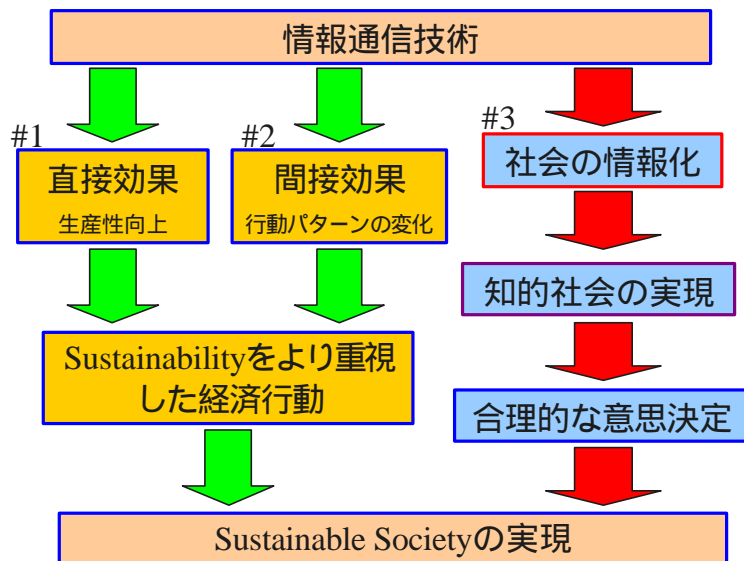 情報通信技術
#1
直接効果
生産性向上
#2
間接効果
行動パターンの変化
Sustainabilityをより重視
した経済行動
#3
社会の情報化
知的社会の実現
合理的な意思決定
Sustainable Societyの実現